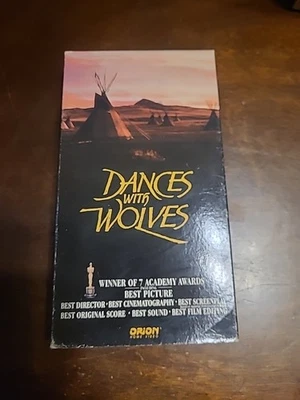 DANCES
WITH
WOLVES
WINNER OF 7 ACADEMY AWARDS
INCLUDING
BEST PICTURE
BEST DIRECTOR · BEST CINEMATOGRAPHY · BEST SCREENPLAY
BEST ORIGINAL SCORE · BEST SOUND · BEST FILM EDITING
ORION
HOME VIDEO